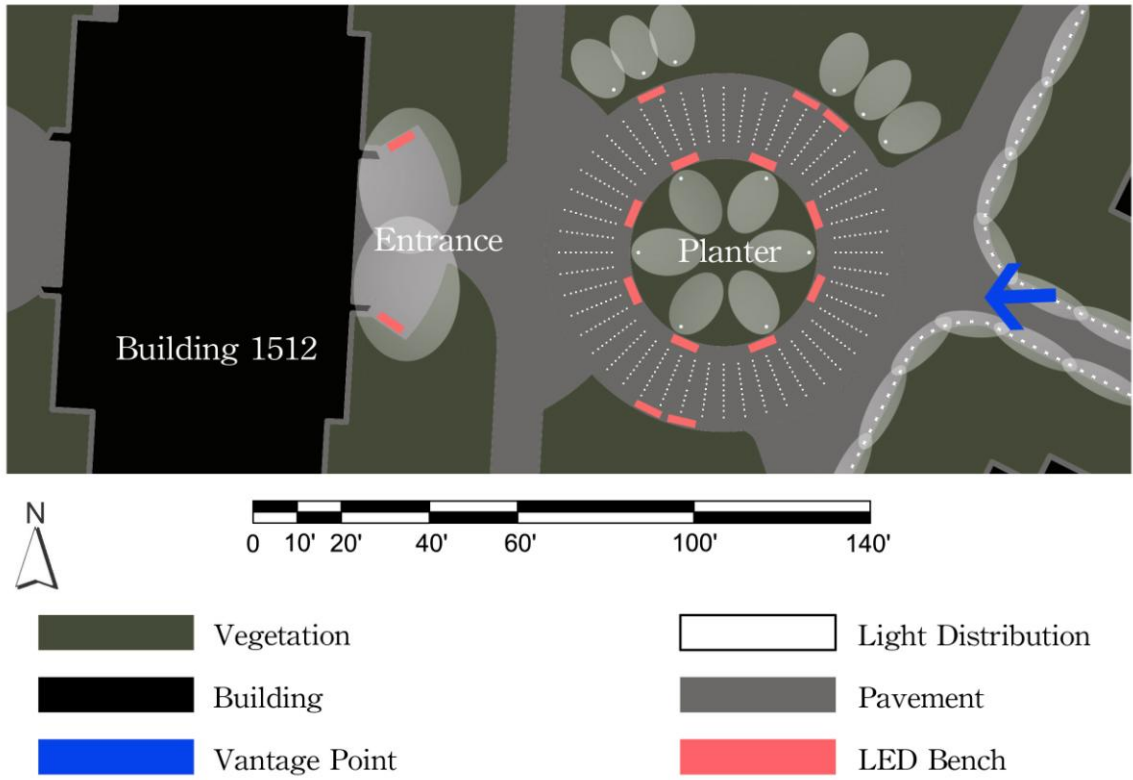 Entrance
Planter
Building 1512
N
0 10' 20' 40' 60' 100' 140'
Vegetation
Light Distribution
Building
Pavement
Vantage Point
LED Bench